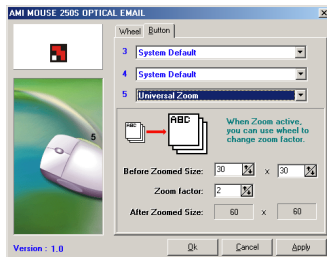 AMI MOUSE 250S OPTICAL EMAIL
Wheel Button
3 System Default
4 System Default
5 Universal Zoom
5
ABC ABC
When Zoom active,
you can use wheel to
change zoom factor.
Before Zoomed Size: 30 % x 30 %
Zoom factor: 2 %
After Zoomed Size: 60 x 60
Version : 1.0
Ok Cancel Apply